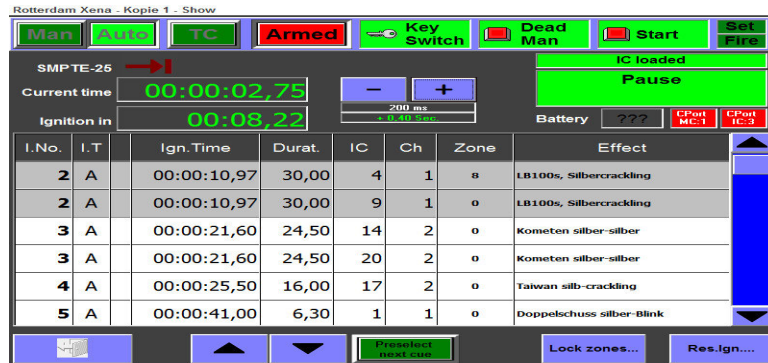 Rotterdam Xena - Kopie 1 - Show
Man Auto TC Armed Key Switch Dead Man Start Set Fire
SMPTE-25
IC loaded
Pause
Current time 00:00:02,75 - +
200 ms
+ 0,40 Sec.
Ignition in 00:08,22
Battery ??? CPort MC:1 CPort IC:3
I.No. I.T Ign.Time Durat. IC Ch Zone Effect
2 A 00:00:10,97 30,00 4 1 8 LB100s, Silbercrackling
2 A 00:00:10,97 30,00 9 1 0 LB100s, Silbercrackling
3 A 00:00:21,60 24,50 14 2 0 Kometen silber-silber
3 A 00:00:21,60 24,50 20 2 0 Kometen silber-silber
4 A 00:00:25,50 16,00 17 2 0 Taiwan silb-crackling
5 A 00:00:41,00 6,30 1 1 0 Doppelschuss silber-Blink
Preselect next cue Lock zones... Res.Ign....